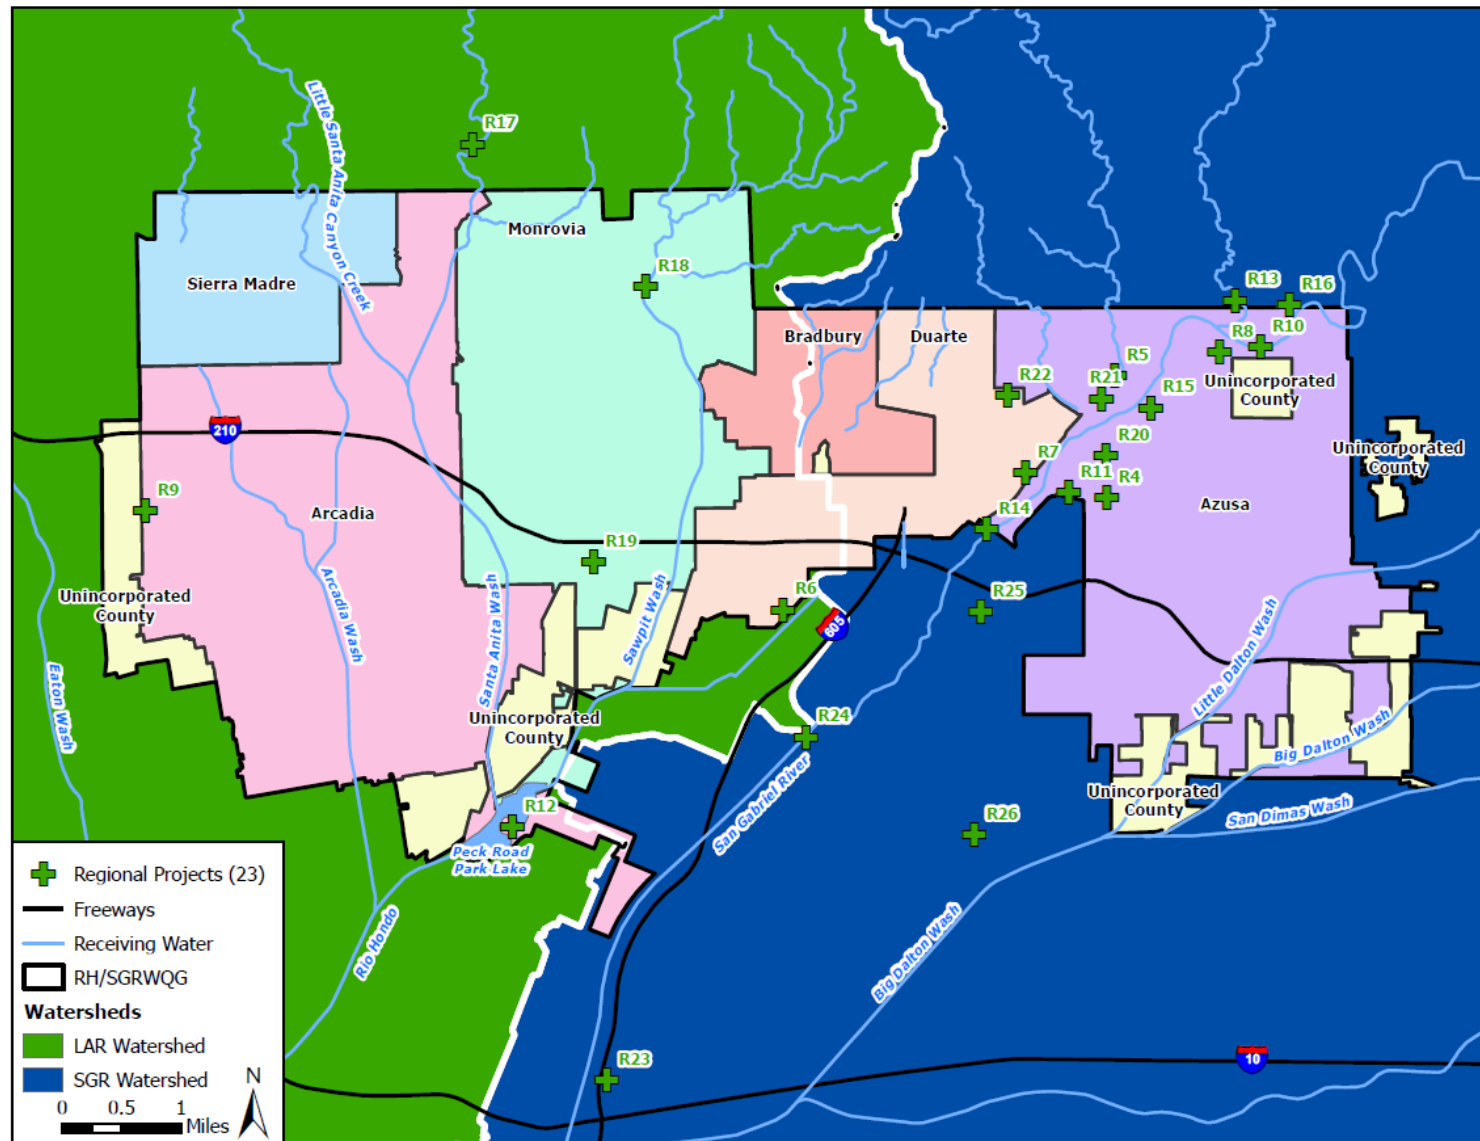 Little Santa Anita Canyon Creek
R17
Monrovia
Sierra Madre
R18
R13
R16
Bradbury
Duarte
R8
R10
R5
R22
R21
R15
Unincorporated
County
210
R20
Unincorporated
County
R7
R11
R4
R9
Arcadia
Azusa
R14
R19
Unincorporated
County
Arcadia Wash
Santa Anita Wash
Sawpit Wash
R6
605
R25
Eaton Wash
Little Dalton Wash
Unincorporated
County
R24
Big Dalton Wash
San Gabriel River
Unincorporated
County
San Dimas Wash
R12
R26
Peck Road
Park Lake
Rio Hondo
Big Dalton Wash
R23
10
Regional Projects (23)
Freeways
Receiving Water
RH/SGRWQG
Watersheds
LAR Watershed
SGR Watershed
N
0 0.5 1
Miles